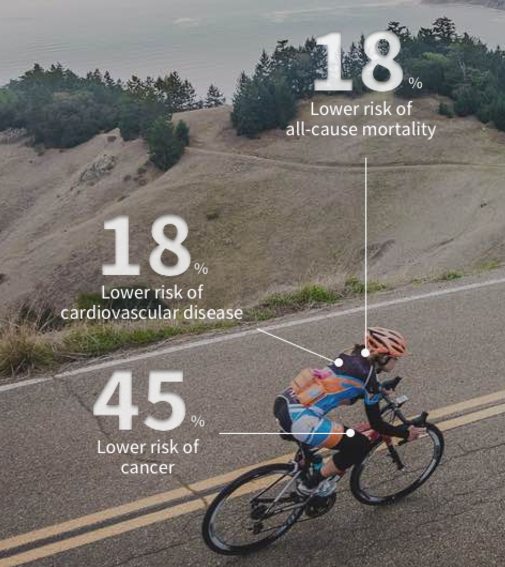 18%
Lower risk of
all-cause mortality
18%
Lower risk of
cardiovascular disease
45%
Lower risk of
cancer